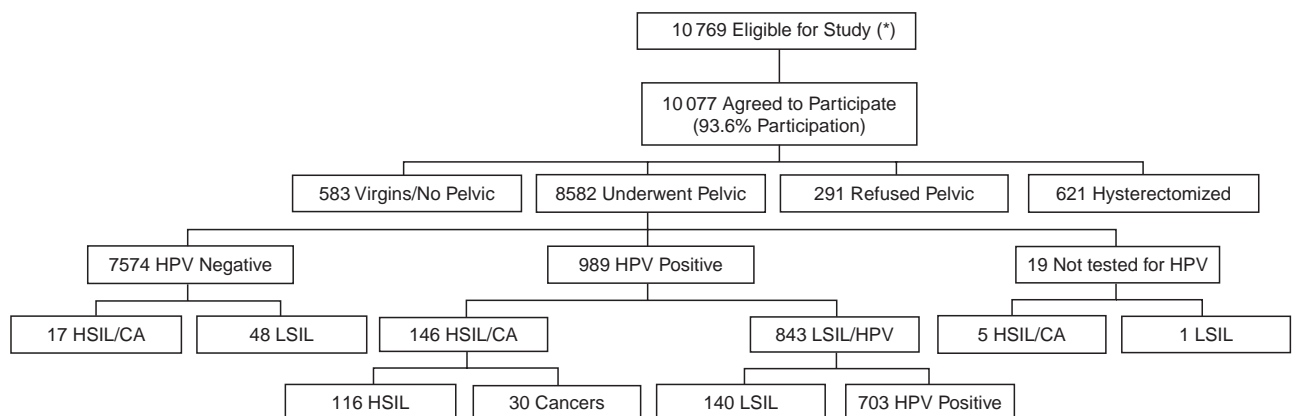 10 769 Eligible for Study (*)
10 077 Agreed to Participate
(93.6% Participation)
583 Virgins/No Pelvic
8582 Underwent Pelvic
291 Refused Pelvic
621 Hysterectomized
7574 HPV Negative
989 HPV Positive
19 Not tested for HPV
17 HSIL/CA
48 LSIL
146 HSIL/CA
843 LSIL/HPV
5 HSIL/CA
1 LSIL
116 HSIL
30 Cancers
140 LSIL
703 HPV Positive